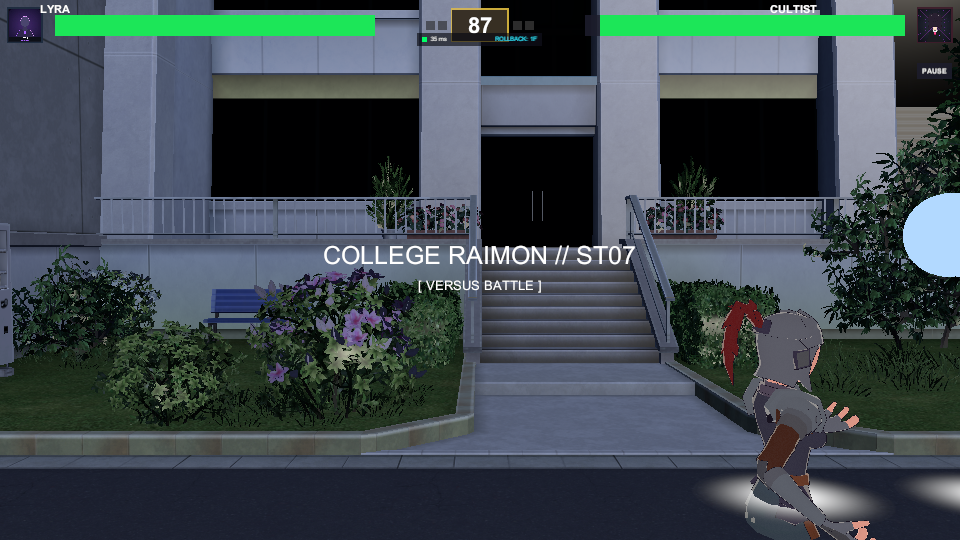 LYRA
CULTIST
87
35 ms
ROLLBACK: 1F
PAUSE
COLLEGE RAIMON // ST07
[ VERSUS BATTLE ]